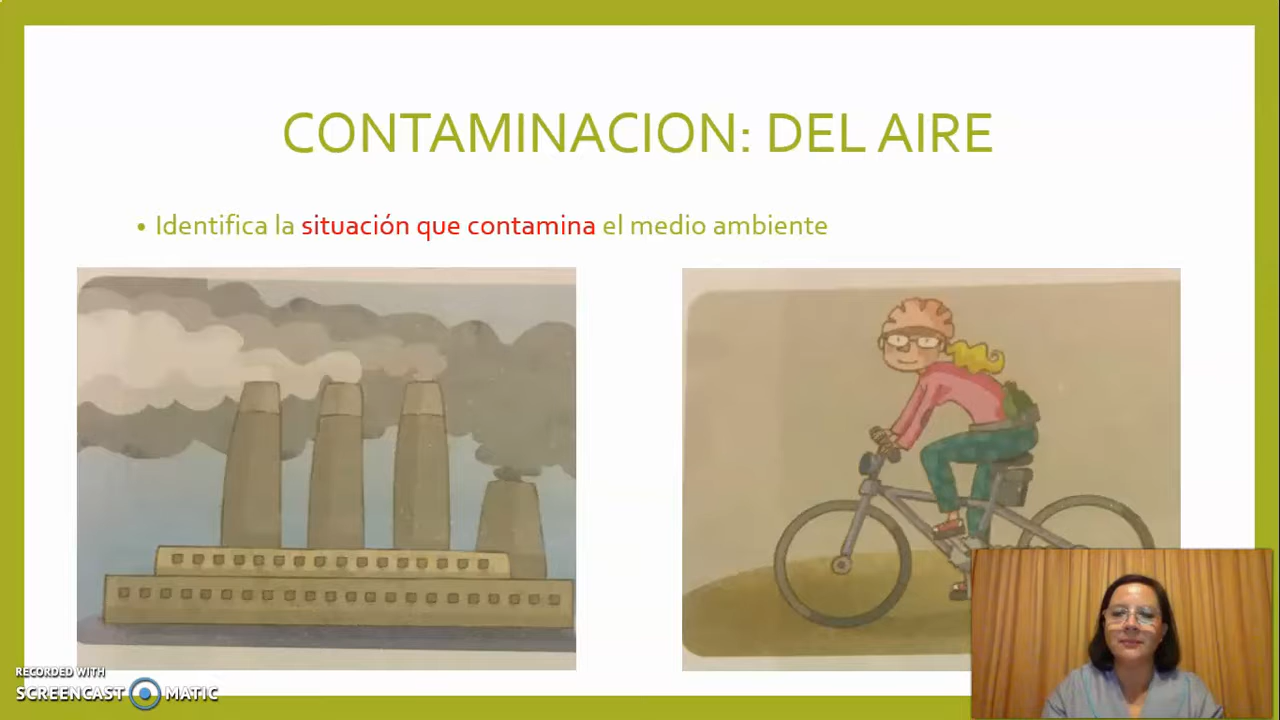 CONTAMINACION: DEL AIRE
• Identifica la situación que contamina el medio ambiente
RECORDED WITH
SCREENCAST MATIC